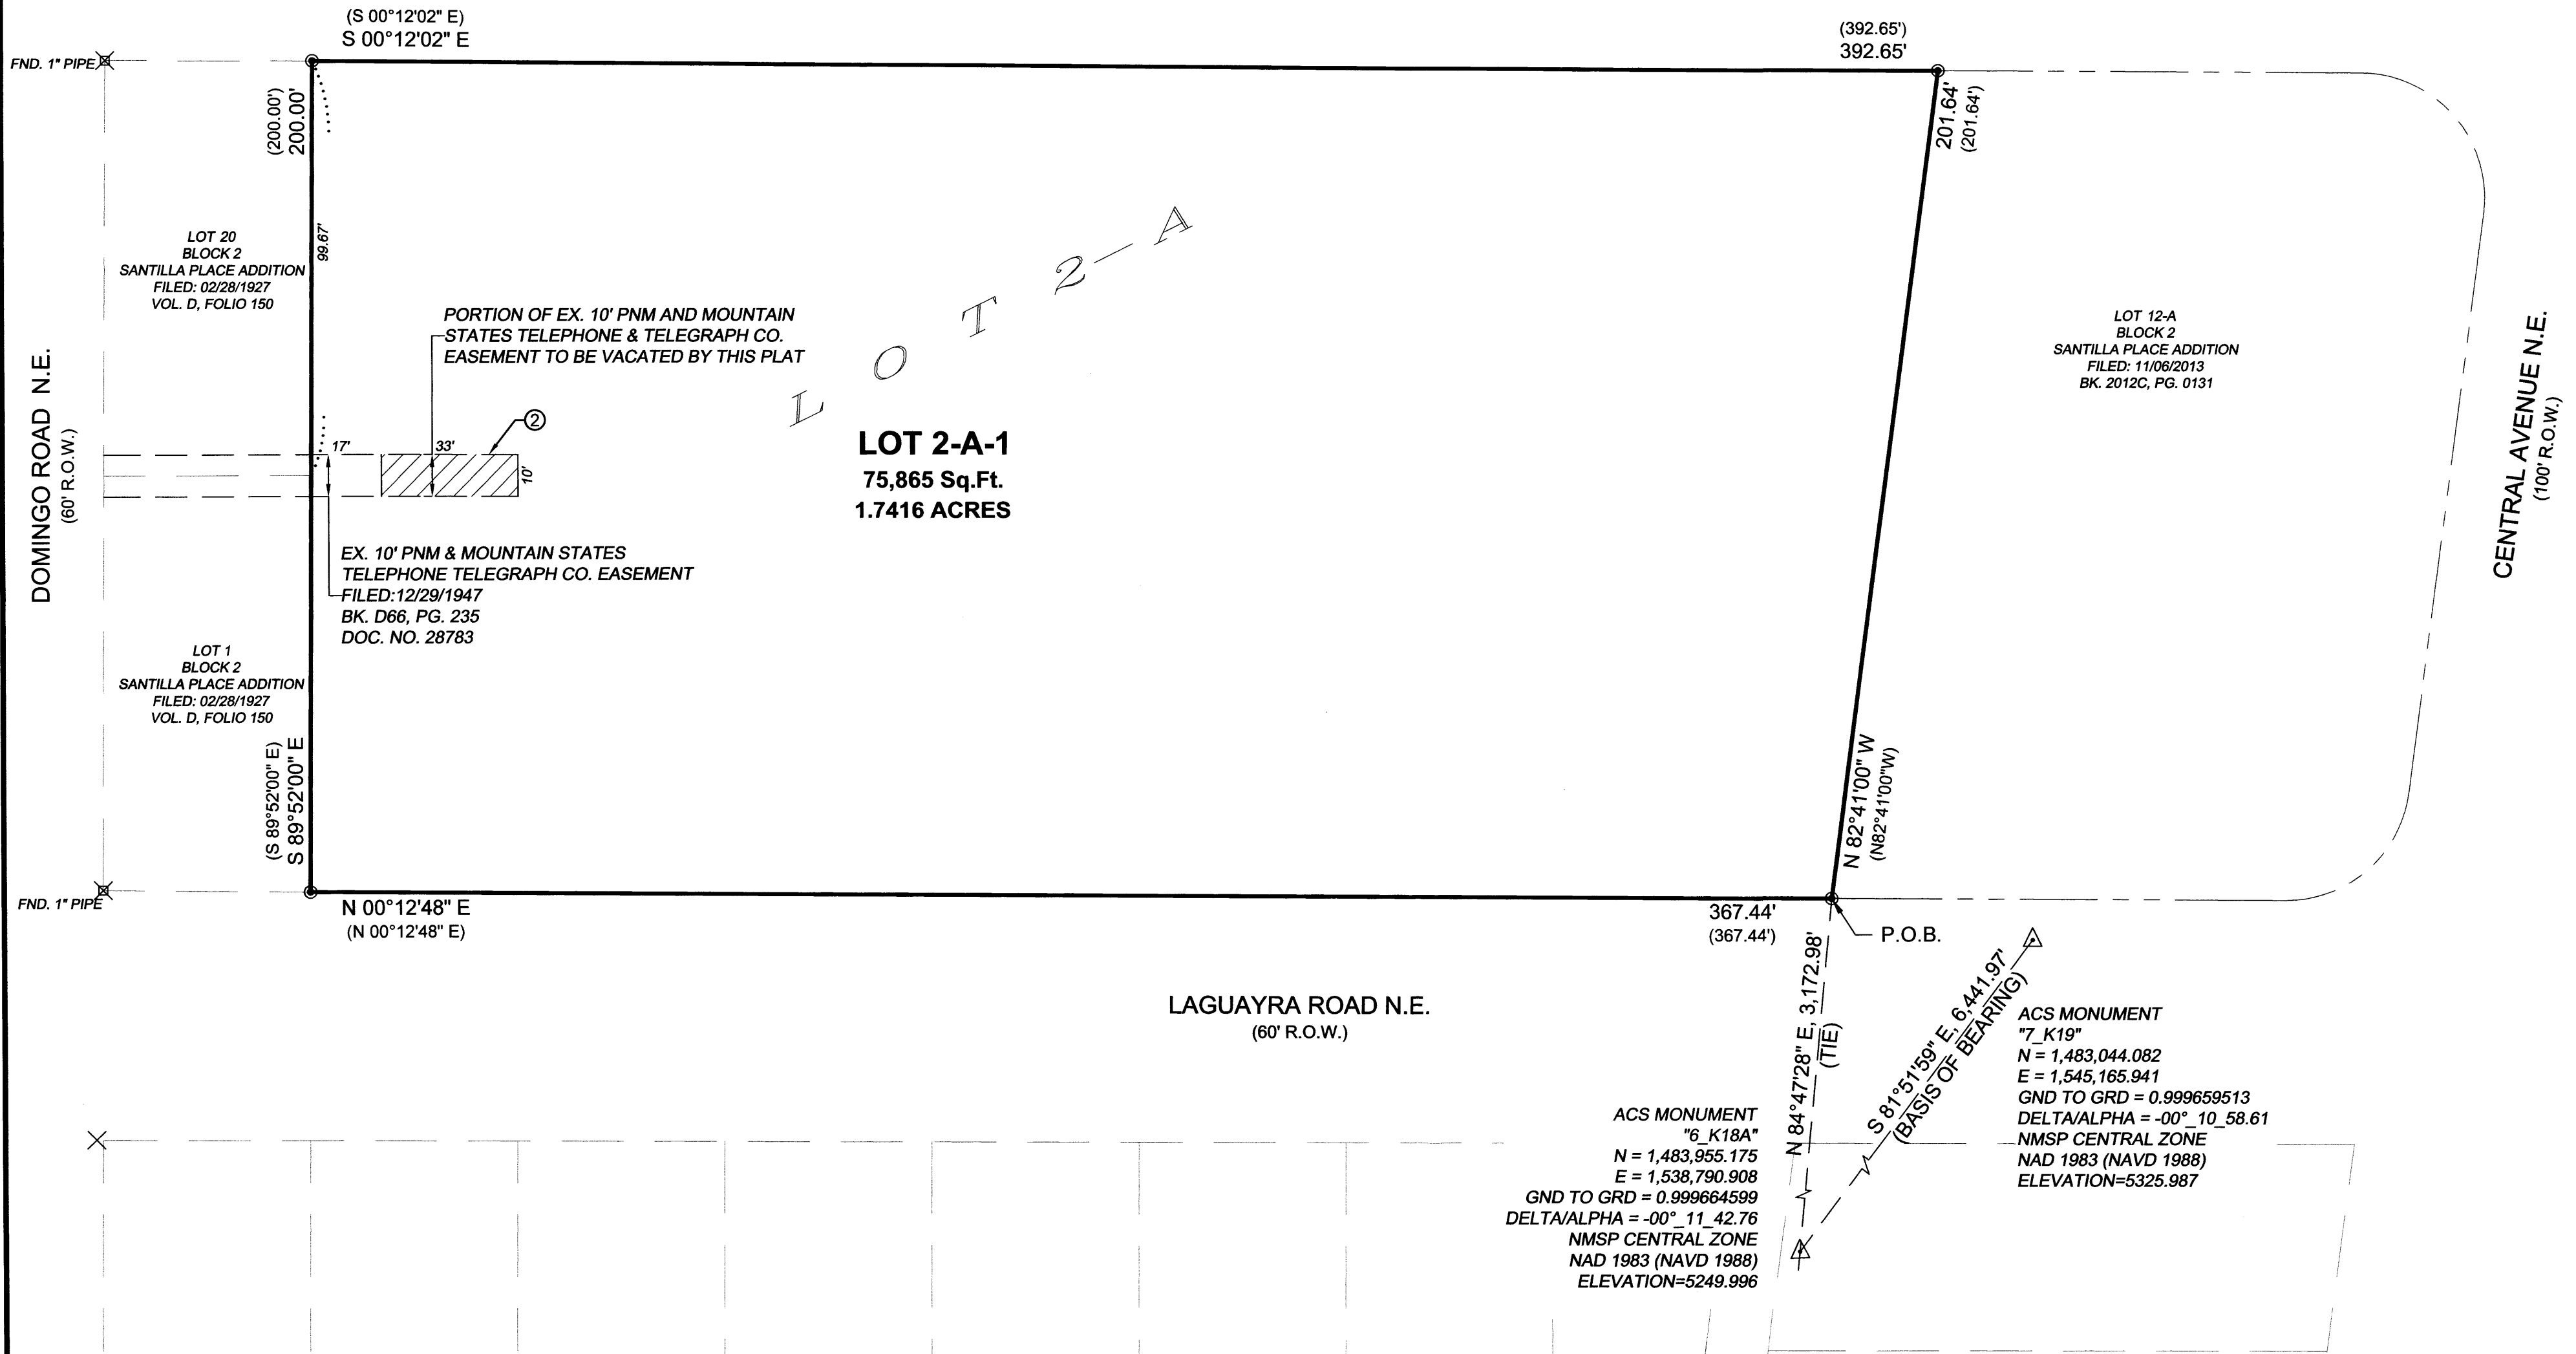 (S 00°12'02" E)
S 00°12'02" E
(392.65')
392.65'
FND. 1" PIPE
(200.00')
200.00'
201.64'
(201.64')
99.67'
LOT 20
BLOCK 2
SANTILLA PLACE ADDITION
FILED: 02/28/1927
VOL. D, FOLIO 150
PORTION OF EX. 10' PNM AND MOUNTAIN
STATES TELEPHONE & TELEGRAPH CO.
EASEMENT TO BE VACATED BY THIS PLAT
LOT 2-A
LOT 12-A
BLOCK 2
SANTILLA PLACE ADDITION
FILED: 11/06/2013
BK. 2012C, PG. 0131
DOMINGO ROAD N.E.
(60' R.O.W.)
CENTRAL AVENUE N.E.
(100' R.O.W.)
2
17'
33'
10'
LOT 2-A-1
75,865 Sq.Ft.
1.7416 ACRES
EX. 10' PNM & MOUNTAIN STATES
TELEPHONE TELEGRAPH CO. EASEMENT
FILED:12/29/1947
BK. D66, PG. 235
DOC. NO. 28783
LOT 1
BLOCK 2
SANTILLA PLACE ADDITION
FILED: 02/28/1927
VOL. D, FOLIO 150
(S 89°52'00" E)
S 89°52'00" E
N 82°41'00" W
(N82°41'00"W)
FND. 1" PIPE
N 00°12'48" E
(N 00°12'48" E)
367.44'
(367.44')
P.O.B.
LAGUAYRA ROAD N.E.
(60' R.O.W.)
N 84°47'28" E, 3,172.98'
(TIE)
S 81°51'59" E, 6,441.97'
(BASIS OF BEARING)
ACS MONUMENT
"7_K19"
N = 1,483,044.082
E = 1,545,165.941
GND TO GRD = 0.999659513
DELTA/ALPHA = -00°_10_58.61
NMSP CENTRAL ZONE
NAD 1983 (NAVD 1988)
ELEVATION=5325.987
ACS MONUMENT
"6_K18A"
N = 1,483,955.175
E = 1,538,790.908
GND TO GRD = 0.999664599
DELTA/ALPHA = -00°_11_42.76
NMSP CENTRAL ZONE
NAD 1983 (NAVD 1988)
ELEVATION=5249.996